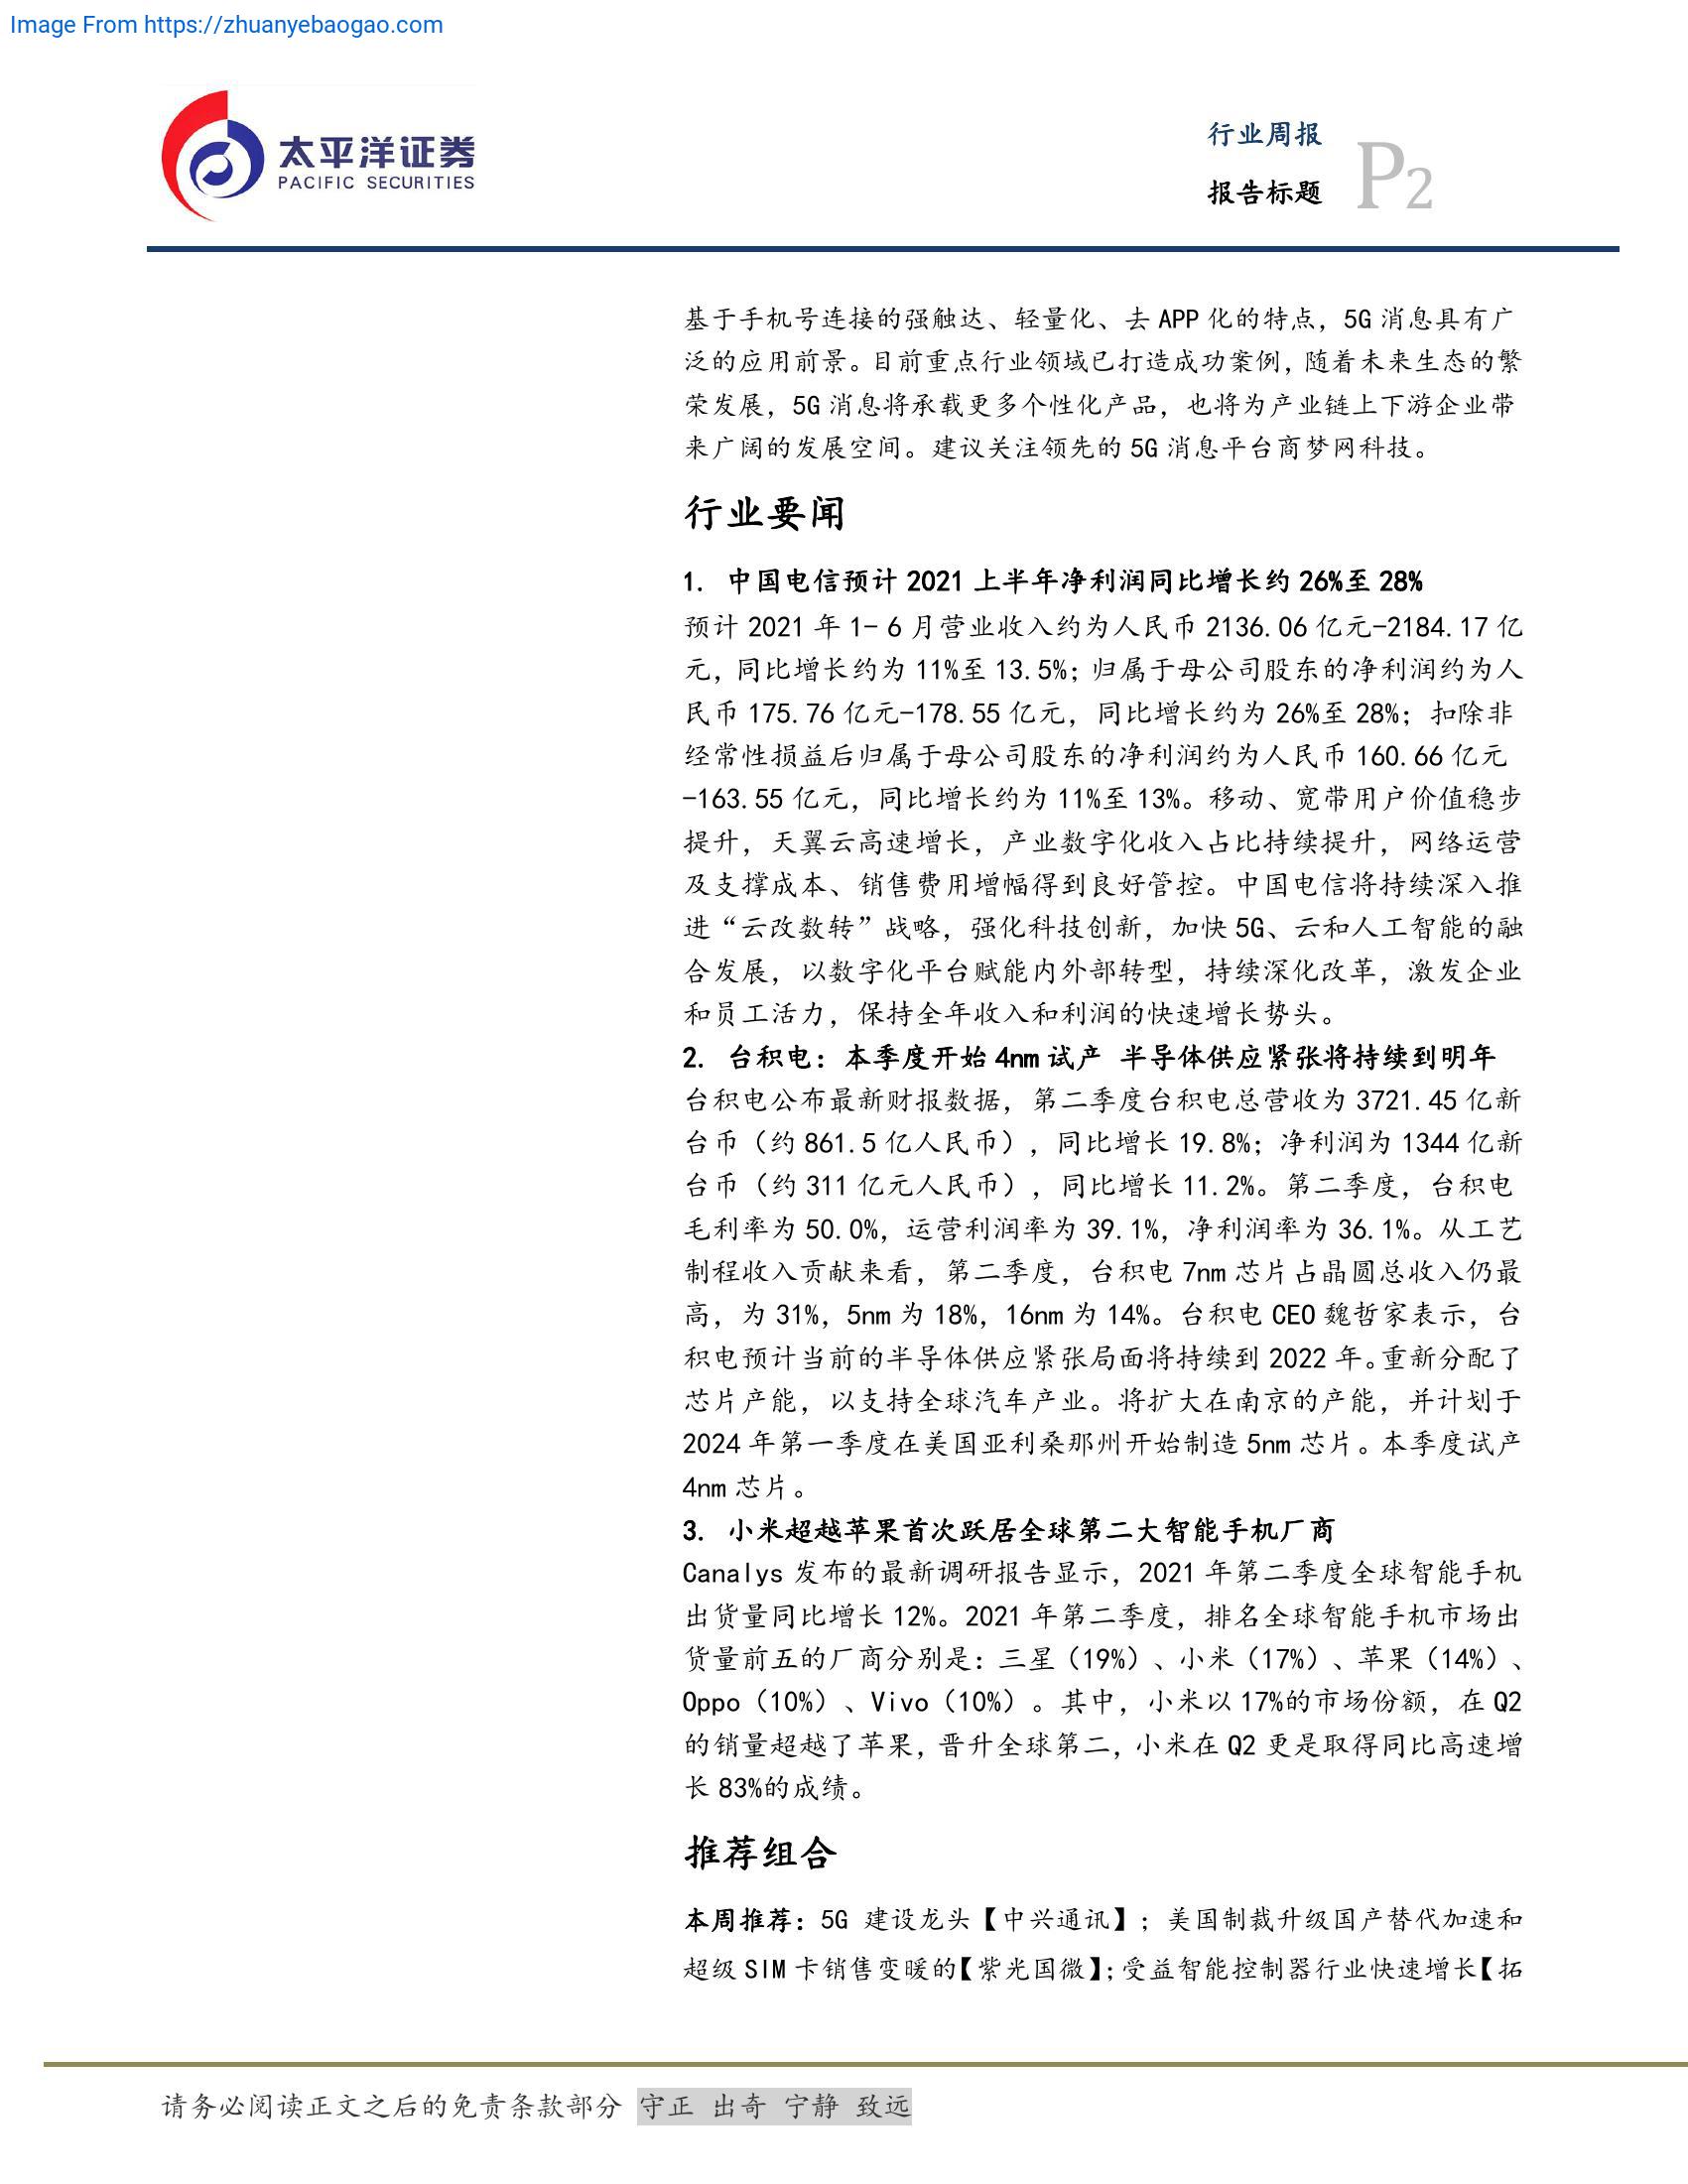 Image From https://zhuanyebaogao.com
太平洋证券
PACIFIC SECURITIES
行业周报
报告标题
P2
基于手机号连接的强触达、轻量化、去 APP 化的特点，5G 消息具有广
泛的应用前景。目前重点行业领域已打造成功案例，随着未来生态的繁
荣发展，5G 消息将承载更多个性化产品，也将为产业链上下游企业带
来广阔的发展空间。建议关注领先的 5G 消息平台商梦网科技。
行业要闻
1. 中国电信预计 2021 上半年净利润同比增长约 26%至 28%
预计 2021 年 1- 6 月营业收入约为人民币 2136.06 亿元-2184.17 亿
元，同比增长约为 11%至 13.5%；归属于母公司股东的净利润约为人
民币 175.76 亿元-178.55 亿元，同比增长约为 26%至 28%；扣除非
经常性损益后归属于母公司股东的净利润约为人民币 160.66 亿元
-163.55 亿元，同比增长约为 11%至 13%。移动、宽带用户价值稳步
提升，天翼云高速增长，产业数字化收入占比持续提升，网络运营
及支撑成本、销售费用增幅得到良好管控。中国电信将持续深入推
进“云改数转”战略，强化科技创新，加快 5G、云和人工智能的融
合发展，以数字化平台赋能内外部转型，持续深化改革，激发企业
和员工活力，保持全年收入和利润的快速增长势头。
2. 台积电：本季度开始 4nm 试产 半导体供应紧张将持续到明年
台积电公布最新财报数据，第二季度台积电总营收为 3721.45 亿新
台币（约 861.5 亿人民币），同比增长 19.8%；净利润为 1344 亿新
台币（约 311 亿元人民币），同比增长 11.2%。第二季度，台积电
毛利率为 50.0%，运营利润率为 39.1%，净利润率为 36.1%。从工艺
制程收入贡献来看，第二季度，台积电 7nm 芯片占晶圆总收入仍最
高，为 31%，5nm 为 18%，16nm 为 14%。台积电 CEO 魏哲家表示，台
积电预计当前的半导体供应紧张局面将持续到 2022 年。重新分配了
芯片产能，以支持全球汽车产业。将扩大在南京的产能，并计划于
2024 年第一季度在美国亚利桑那州开始制造 5nm 芯片。本季度试产
4nm 芯片。
3. 小米超越苹果首次跃居全球第二大智能手机厂商
Canalys 发布的最新调研报告显示，2021 年第二季度全球智能手机
出货量同比增长 12%。2021 年第二季度，排名全球智能手机市场出
货量前五的厂商分别是：三星（19%）、小米（17%）、苹果（14%）、
Oppo（10%）、Vivo（10%）。其中，小米以 17%的市场份额，在 Q2
的销量超越了苹果，晋升全球第二，小米在 Q2 更是取得同比高速增
长 83%的成绩。
推荐组合
本周推荐：5G 建设龙头【中兴通讯】；美国制裁升级国产替代加速和
超级 SIM 卡销售变暖的【紫光国微】；受益智能控制器行业快速增长【拓
请务必阅读正文之后的免责条款部分 守正 出奇 宁静 致远